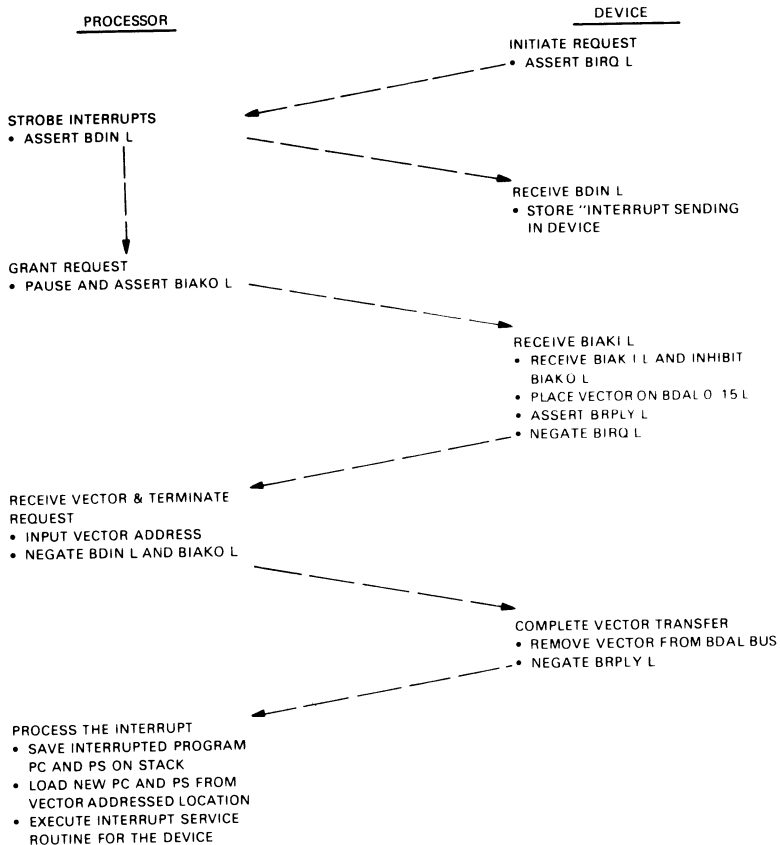 PROCESSOR
DEVICE
INITIATE REQUEST
• ASSERT BIRQ L
STROBE INTERRUPTS
• ASSERT BDIN L
RECEIVE BDIN L
• STORE "INTERRUPT SENDING
IN DEVICE
GRANT REQUEST
• PAUSE AND ASSERT BIAKO L
RECEIVE BIAKI L
• RECEIVE BIAK I L AND INHIBIT
BIAKO L
• PLACE VECTOR ON BDAL 0 15 L
• ASSERT BRPLY L
• NEGATE BIRQ L
RECEIVE VECTOR & TERMINATE
REQUEST
• INPUT VECTOR ADDRESS
• NEGATE BDIN L AND BIAKO L
COMPLETE VECTOR TRANSFER
• REMOVE VECTOR FROM BDAL BUS
• NEGATE BRPLY L
PROCESS THE INTERRUPT
• SAVE INTERRUPTED PROGRAM
PC AND PS ON STACK
• LOAD NEW PC AND PS FROM
VECTOR ADDRESSED LOCATION
• EXECUTE INTERRUPT SERVICE
ROUTINE FOR THE DEVICE